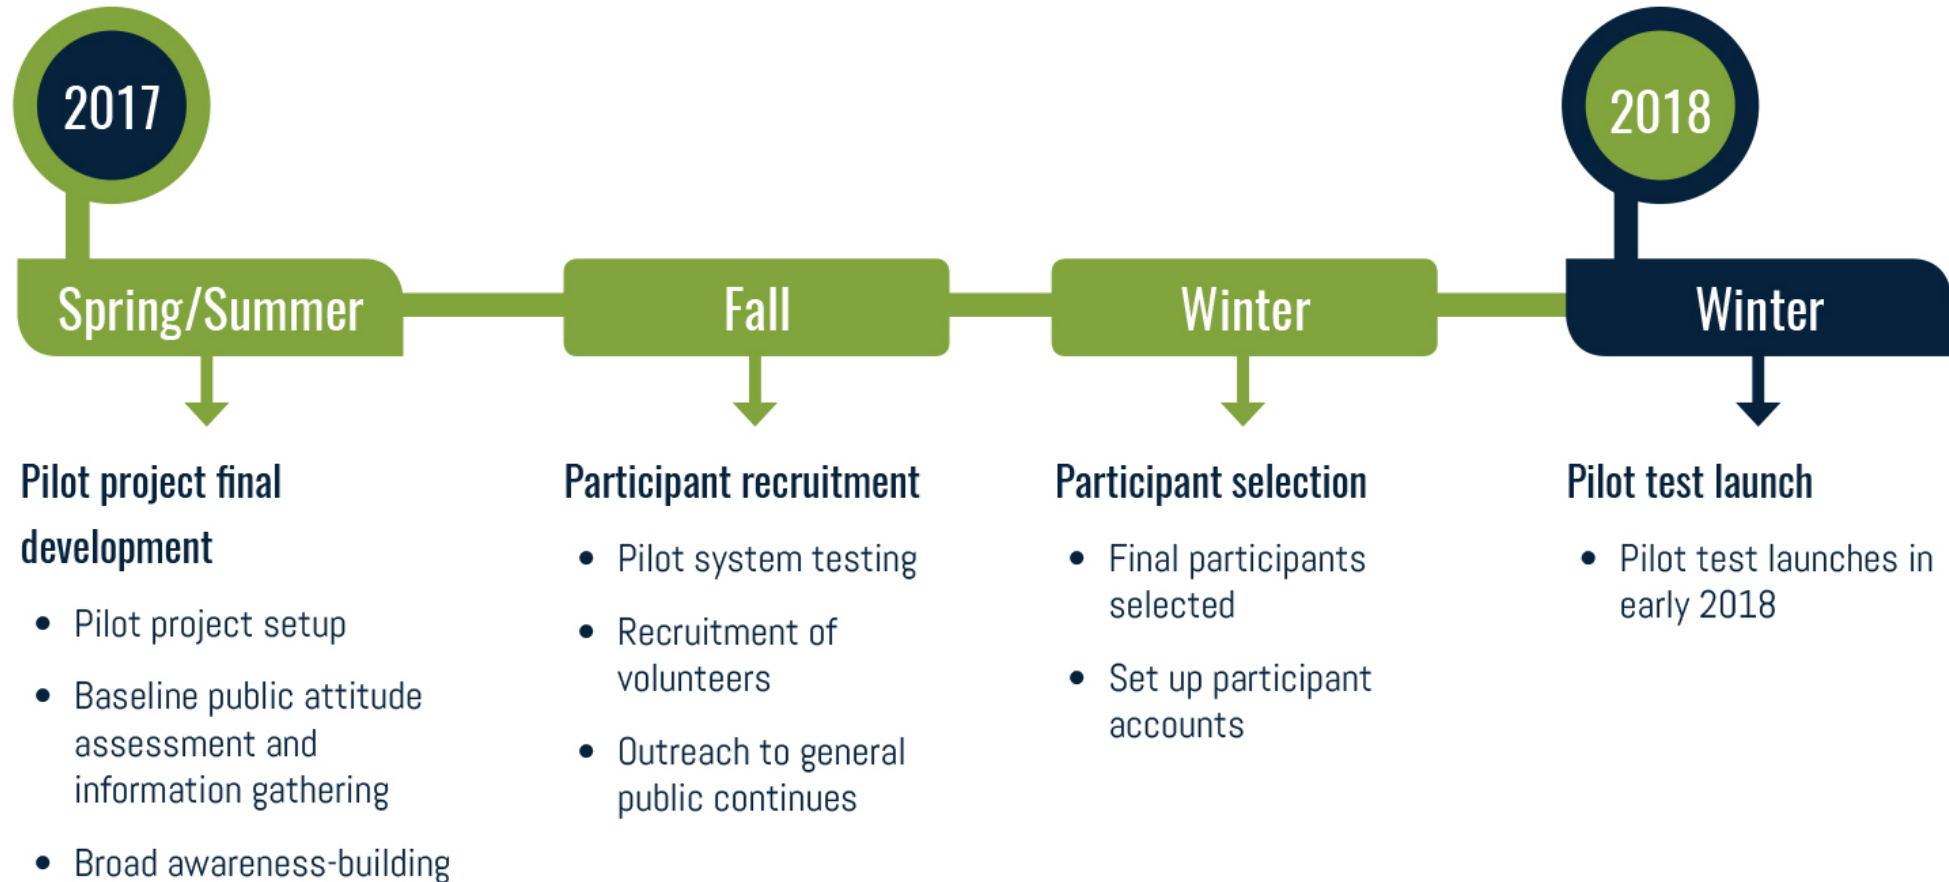 2017
2018
Spring/Summer
Fall
Winter
Winter
Pilot project final
development
• Pilot project setup
• Baseline public attitude
assessment and
information gathering
• Broad awareness-building
Participant recruitment
• Pilot system testing
• Recruitment of
volunteers
• Outreach to general
public continues
Participant selection
• Final participants
selected
• Set up participant
accounts
Pilot test launch
• Pilot test launches in
early 2018